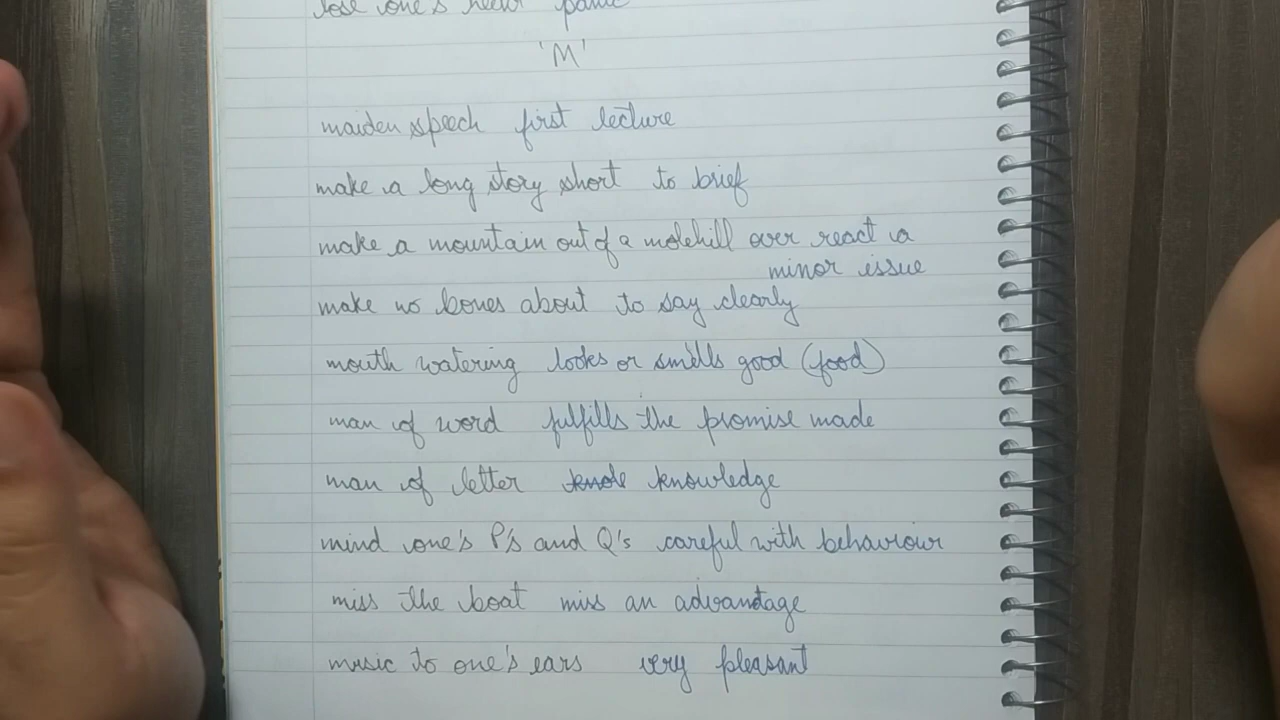 lose one's panic
'M'
maiden speech first lecture
make a long story short to brief
make a mountain out of a molehill over react a
minor issue
make no bones about to say clearly
mouth watering looks or smells good (food)
man of word fulfills the promise made
man of letter knowledge
mind one's P's and Q's careful with behaviour
miss the boat miss an advantage
music to one's ears very pleasant